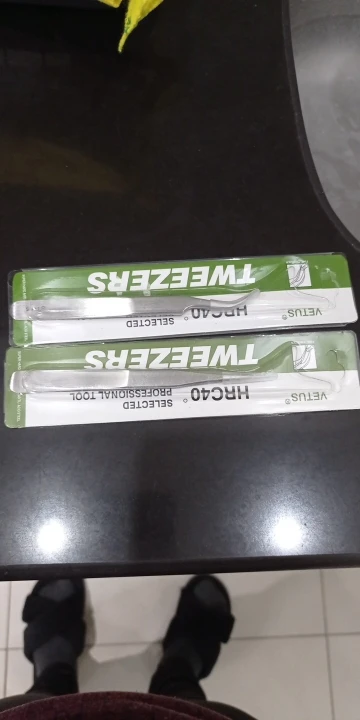 VETUS®
HRC40°
SELECTED
TWEEZERS
VETUS®
HRC40°
SELECTED
PROFESSIONAL TOOL
TWEEZERS